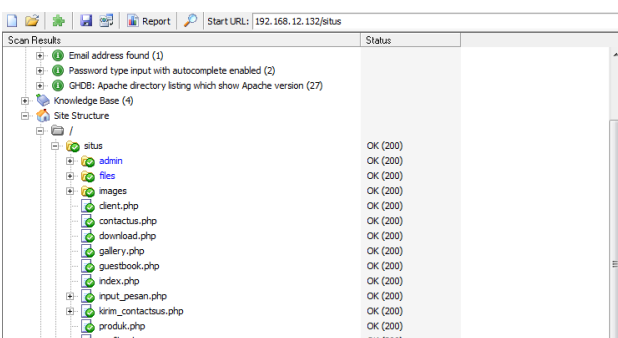 Report Start URL: 192.168.12.132/situs
Scan Results Status
Email address found (1)
Password type input with autocomplete enabled (2)
GHDB: Apache directory listing which show Apache version (27)
Knowledge Base (4)
Site Structure
/
situs OK (200)
admin OK (200)
files OK (200)
images OK (200)
client.php OK (200)
contactus.php OK (200)
download.php OK (200)
gallery.php OK (200)
guestbook.php OK (200)
index.php OK (200)
input_pesan.php OK (200)
kirim_contactsus.php OK (200)
produk.php OK (200)